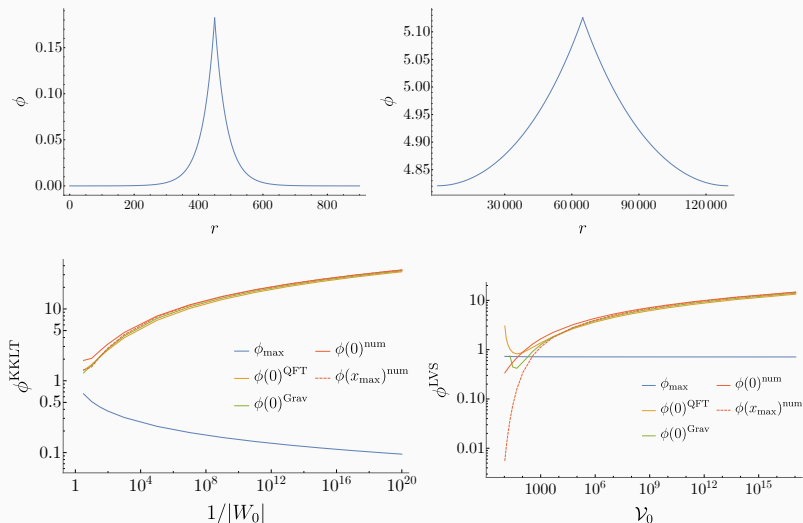 0.15
0.10
0.05
0.00
ϕ
0 200 400 600 800
r
5.10
5.05
5.00
4.95
4.90
4.85
ϕ
30 000 60 000 90 000 120 000
r
10
5
1
0.5
0.1
ϕ^KKLT
ϕ_max
ϕ(0)^QFT
ϕ(0)^Grav
ϕ(0)^num
ϕ(x_max)^num
1 10^4 10^8 10^12 10^16 10^20
1/|W_0|
10
1
0.10
0.01
ϕ^LVS
ϕ_max
ϕ(0)^QFT
ϕ(0)^Grav
ϕ(0)^num
ϕ(x_max)^num
1000 10^6 10^9 10^12 10^15
𝒱_0